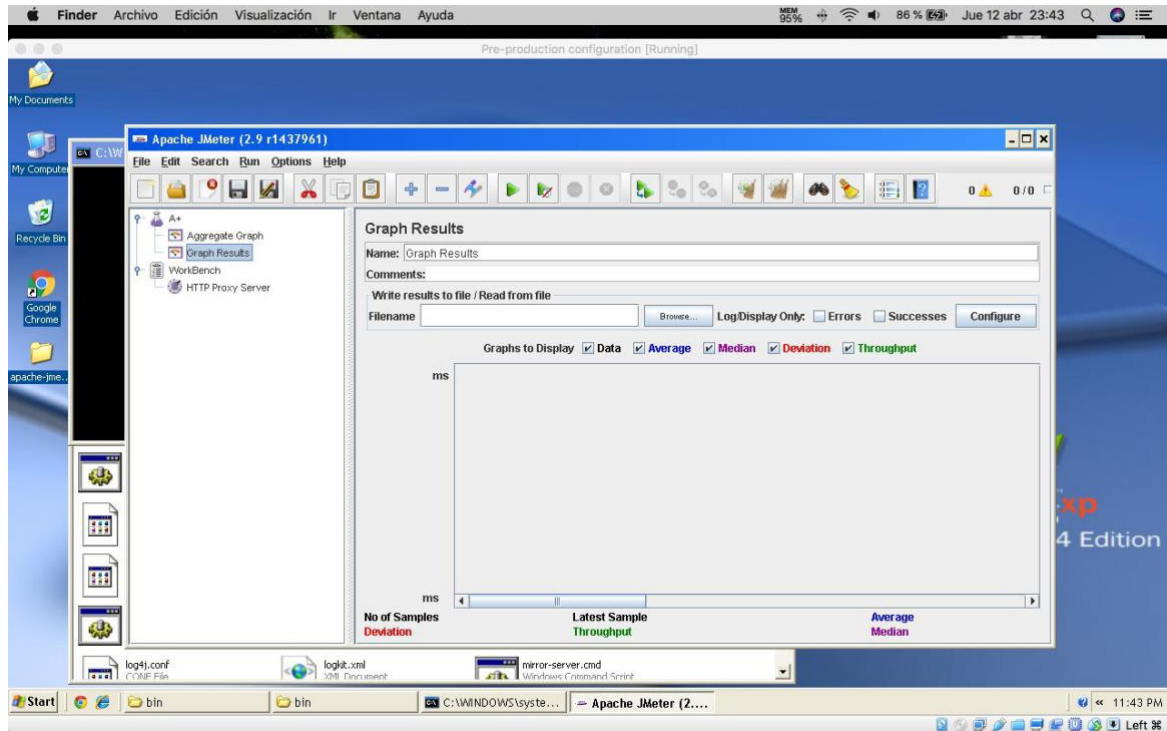 Finder Archivo Edición Visualización Ir Ventana Ayuda MEM 95% 86 % Jue 12 abr 23:43
Pre-production configuration [Running]
My Documents
My Computer
Recycle Bin
Google Chrome
apache-jme...
C:\W
Apache JMeter (2.9 r1437961)
File Edit Search Run Options Help
0 0 / 0
A+
Aggregate Graph
Graph Results
WorkBench
HTTP Proxy Server
Graph Results
Name: Graph Results
Comments:
Write results to file / Read from file
Filename Browse... Log/Display Only: Errors Successes Configure
Graphs to Display Data Average Median Deviation Throughput
ms
ms
No of Samples Latest Sample Average
Deviation Throughput Median
xp
4 Edition
log4j.conf
CONF File
logkit.xml
XML Document
mirror-server.cmd
Windows Command Script
Start bin bin C:\WINDOWS\syste... Apache JMeter (2.... 11:43 PM
Left ⌘